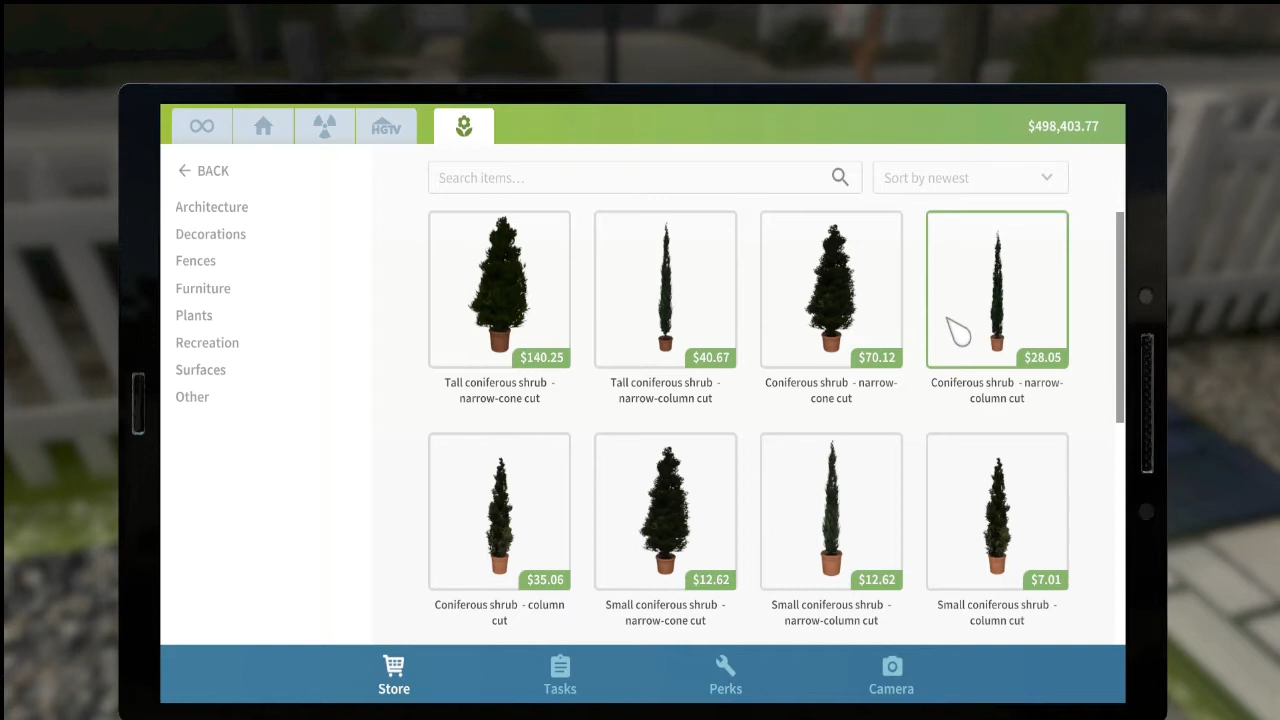 HGTV
$498,403.77
BACK
Architecture
Decorations
Fences
Furniture
Plants
Recreation
Surfaces
Other
Search items...
Sort by newest
$140.25
Tall coniferous shrub -
narrow-cone cut
$40.67
Tall coniferous shrub -
narrow-column cut
$70.12
Coniferous shrub - narrow-
cone cut
$28.05
Coniferous shrub - narrow-
column cut
$35.06
Coniferous shrub - column
cut
$12.62
Small coniferous shrub -
narrow-cone cut
$12.62
Small coniferous shrub -
narrow-column cut
$7.01
Small coniferous shrub -
column cut
Store
Tasks
Perks
Camera